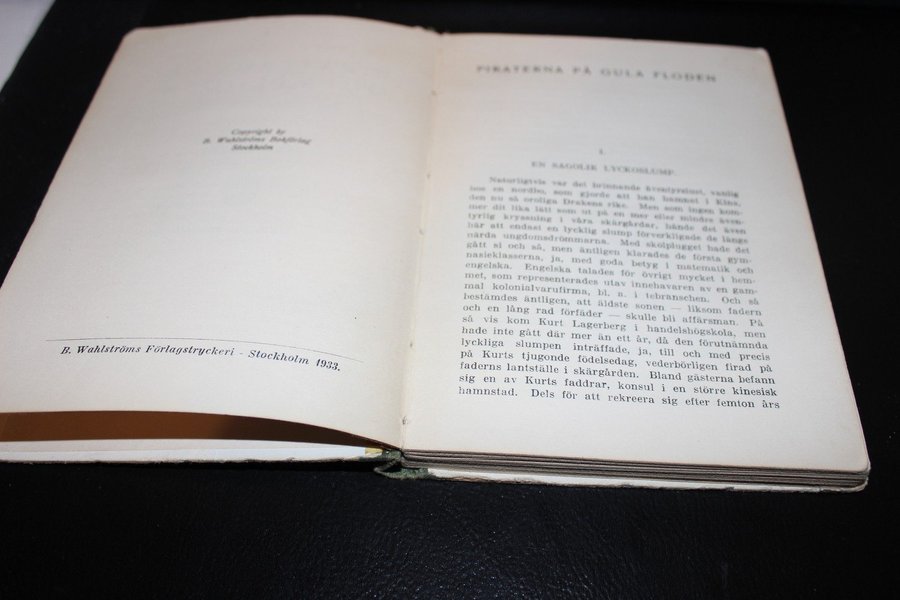 Copyright by
B. Wahlströms Bokförlag
Stockholm
B. Wahlströms Förlagstryckeri - Stockholm 1933.
PIRATERNA PÅ GULA FLODEN
I.
EN SAGOLIK LYCKOSLUMP.
Naturligtvis var det brinnande äventyrslust, vanlig
hos en nordbo, som gjorde att han hamnat i Kina,
den nu så oroliga Drakens rike. Men som ingen kom-
mer dit lika lätt som ut på en mer eller mindre även-
tyrlig kryssning i våra skärgårdar, hände det även
här att endast en lycklig slump förverkligade de längs
närda ungdomsdrömmarna. Med skolplugget hade det
gått si och så, men äntligen klarades de första gym-
nasieklasserna, ja, med goda betyg i matematik och
engelska. Engelska talades för övrigt mycket i hem-
met, som representerades utav innehavaren av en gam-
mal kolonialvarufirma, bl. a. i tebranschen. Och så
bestämdes äntligen, att äldste sonen — liksom fadern
och en lång rad förfäder — skulle bli affärsman. På
så vis kom Kurt Lagerberg i handelshögskola, men
hade inte gått där mer än ett år, då den förutnämnda
lyckliga slumpen inträffade, ja, till och med precis
på Kurts tjugonde födelsedag, vederbörligen firad på
faderns lantställe i skärgården. Bland gästerna befann
sig en av Kurts faddrar, konsul i en större kinesisk
hamnstad. Dels för att rekreera sig efter femton års